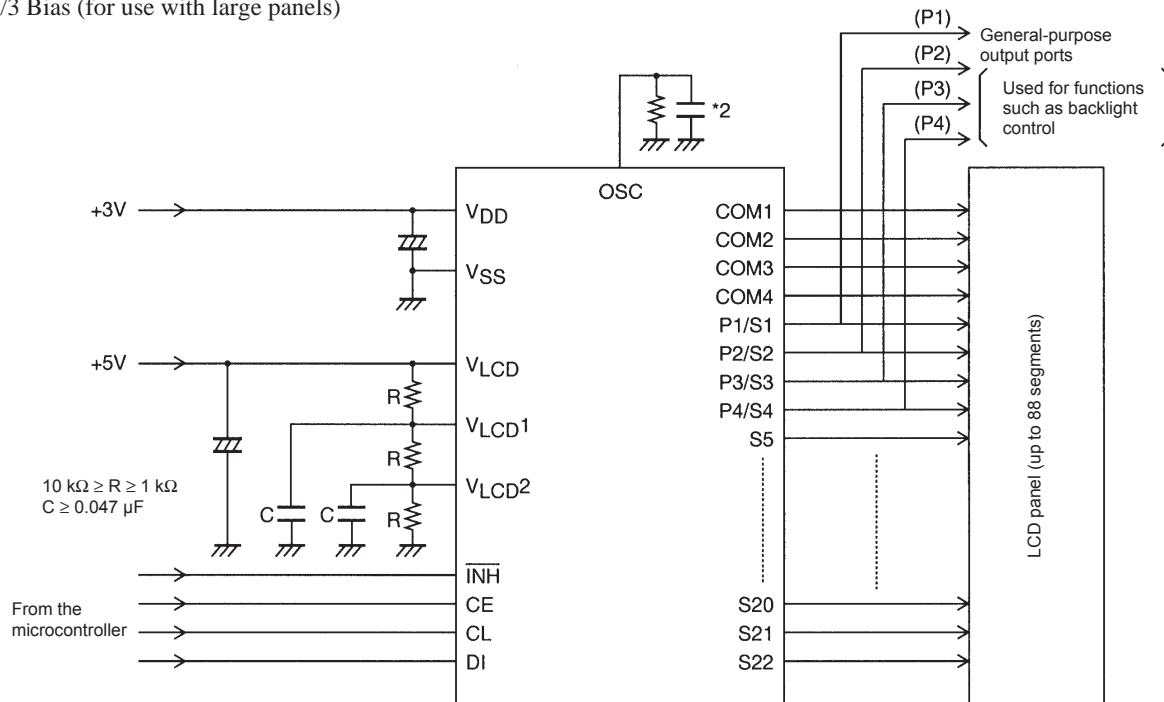 /3 Bias (for use with large panels)
(P1)
General-purpose
output ports
(P2)
(P3)
Used for functions
such as backlight
control
(P4)
*2
OSC
+3V
VDD
VSS
+5V
VLCD
R
VLCD1
R
VLCD2
R
C
C
10 kΩ ≥ R ≥ 1 kΩ
C ≥ 0.047 µF
INH
From the
microcontroller
CE
CL
DI
COM1
COM2
COM3
COM4
P1/S1
P2/S2
P3/S3
P4/S4
S5
S20
S21
S22
LCD panel (up to 88 segments)